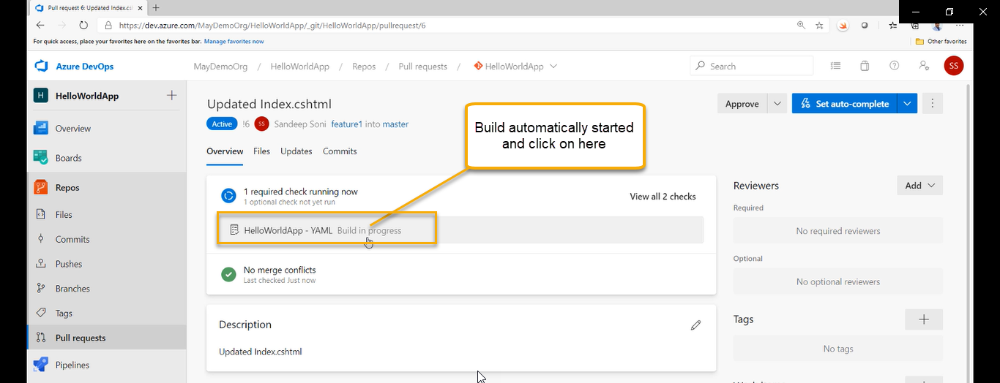 Pull request 6: Updated Index.cs
https://dev.azure.com/MayDemoOrg/HelloWorldApp/_git/HelloWorldApp/pullrequest/6
For quick access, place your favorites here on the favorites bar. Manage favorites now
Other favorites
Azure DevOps
MayDemoOrg / HelloWorldApp / Repos / Pull requests / HelloWorldApp
Search
SS
H HelloWorldApp
Overview
Boards
Repos
Files
Commits
Pushes
Branches
Tags
Pull requests
Pipelines
Updated Index.cshtml
Active !6 SS Sandeep Soni feature1 into master
Approve
Set auto-complete
Overview Files Updates Commits
Build automatically started
and click on here
1 required check running now
1 optional check not yet run
View all 2 checks
HelloWorldApp - YAML Build in progress
No merge conflicts
Last checked Just now
Description
Updated Index.cshtml
Reviewers
Add
Required
No required reviewers
Optional
No optional reviewers
Tags
No tags